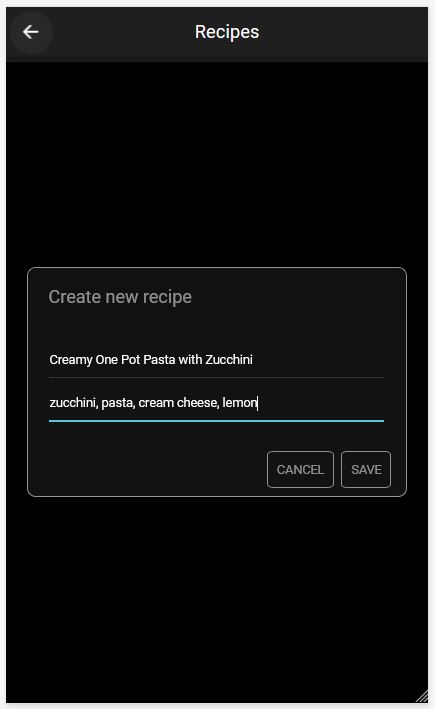 Recipes
Create new recipe
Creamy One Pot Pasta with Zucchini
zucchini, pasta, cream cheese, lemon
CANCEL SAVE